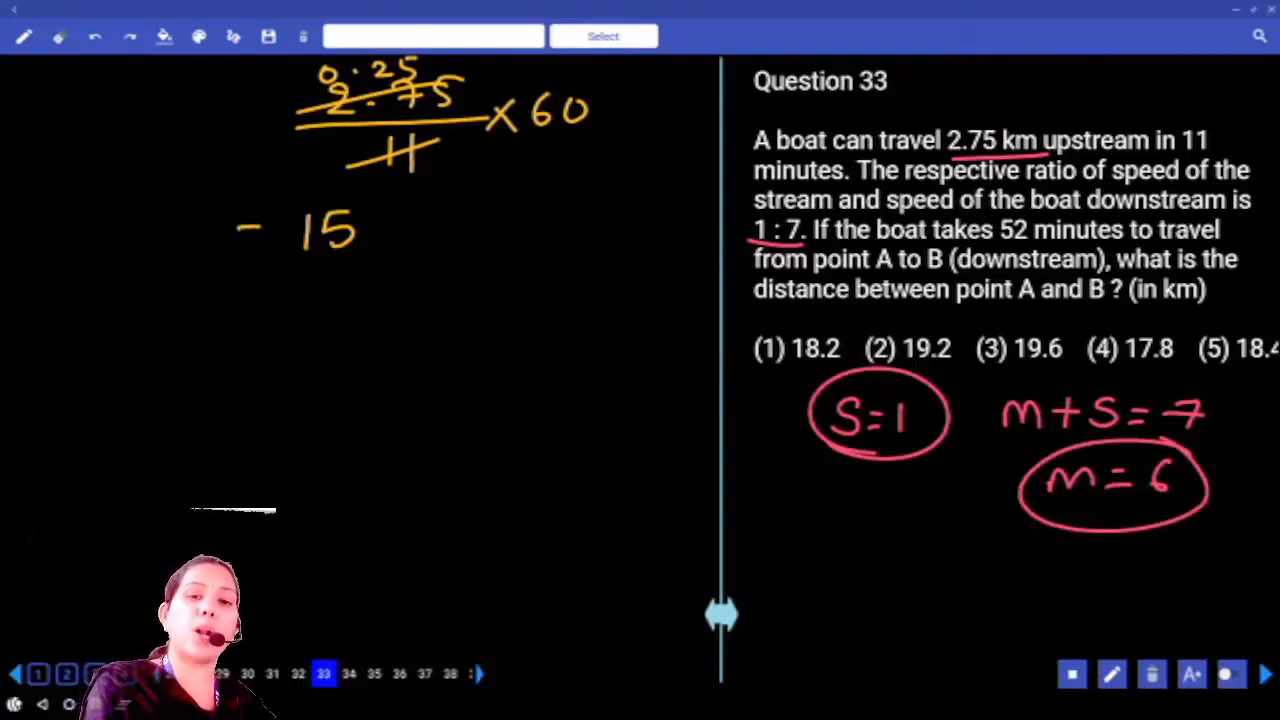 Select
0.25
2.75
11
× 60
- 15
Question 33
A boat can travel 2.75 km upstream in 11
minutes. The respective ratio of speed of the
stream and speed of the boat downstream is
1 : 7. If the boat takes 52 minutes to travel
from point A to B (downstream), what is the
distance between point A and B ? (in km)
(1) 18.2 (2) 19.2 (3) 19.6 (4) 17.8 (5) 18.4
S=1 m+S=7
m=6
1 2 29 30 31 32 33 34 35 36 37 38
A+